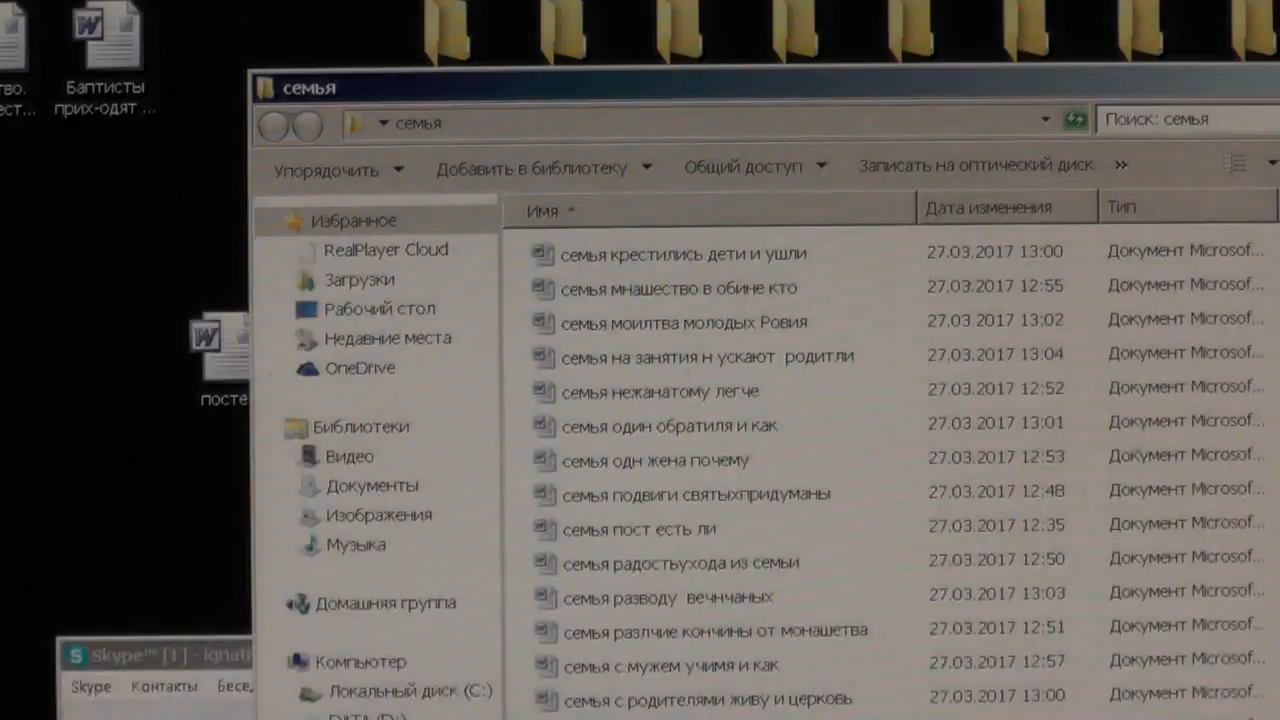 тво.
ест...
Баптисты
прих-одят ...
посте
семья
семья
Поиск: семья
Упорядочить
Добавить в библиотеку
Общий доступ
Записать на оптический диск
»
Избранное
RealPlayer Cloud
Загрузки
Рабочий стол
Недавние места
OneDrive
Библиотеки
Видео
Документы
Изображения
Музыка
Домашняя группа
Компьютер
Локальный диск (C:)
DATA (D:)
Имя Дата изменения Тип
семья крестились дети и ушли 27.03.2017 13:00 Документ Microsof...
семья мнашество в обине кто 27.03.2017 12:55 Документ Microsof...
семья моилтва молодых Ровия 27.03.2017 13:02 Документ Microsof...
семья на занятия н ускают родитли 27.03.2017 13:04 Документ Microsof...
семья нежанатому легче 27.03.2017 12:52 Документ Microsof...
семья один обратиля и как 27.03.2017 13:01 Документ Microsof...
семья одн жена почему 27.03.2017 12:53 Документ Microsof...
семья подвиги святыхпридуманы 27.03.2017 12:48 Документ Microsof...
семья пост есть ли 27.03.2017 12:35 Документ Microsof...
семья радостьухода из семьи 27.03.2017 12:50 Документ Microsof...
семья разводу вечнчаных 27.03.2017 13:03 Документ Microsof...
семья разлчие кончины от монашетва 27.03.2017 12:51 Документ Microsof...
семья с мужем учимя и как 27.03.2017 12:57 Документ Microsof...
семья с родителями живу и церковь 27.03.2017 13:00 Документ Microsof...
Skype™ [1] - ignati
Skype Контакты Бесед